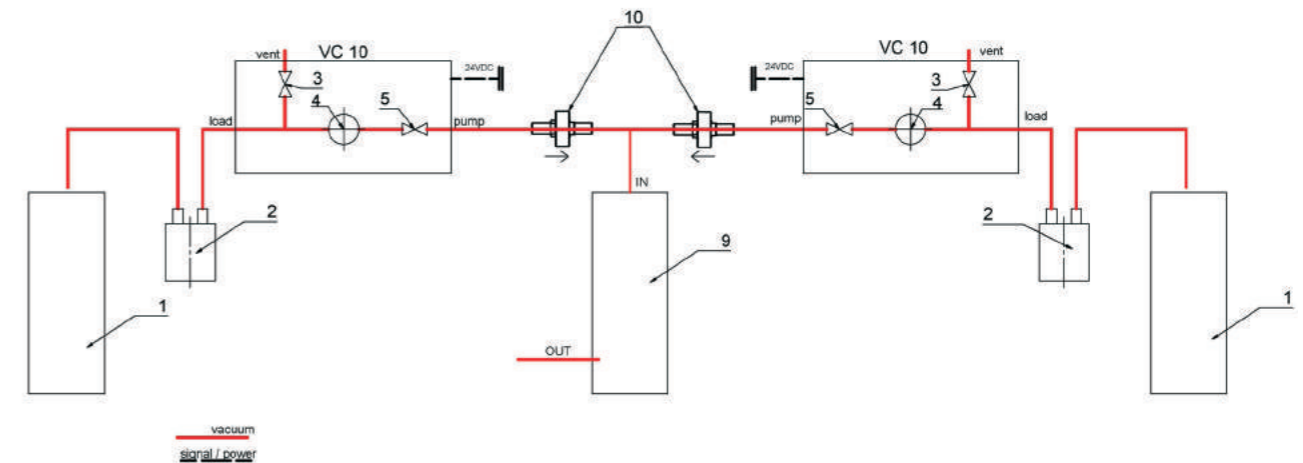 10
vent VC 10 24VDC
3
4 5
load pump
24VDC VC 10 vent
3
5 4
pump load
IN
2
9
2
1
1
OUT
vacuum
signal / power